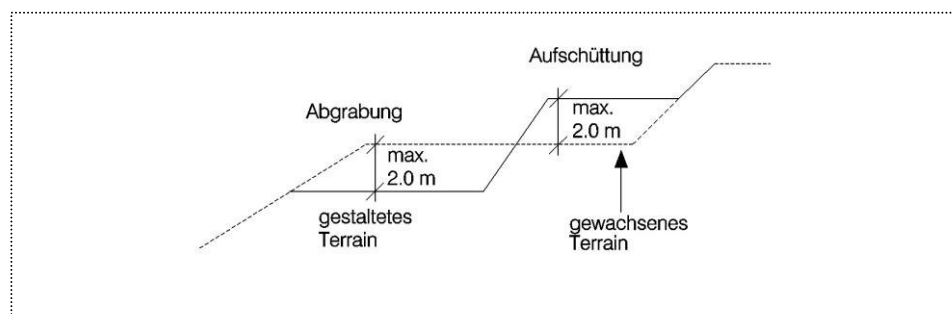 Aufschüttung
Abgrabung
max.
2.0 m
max.
2.0 m
gestaltetes
Terrain
gewachsenes
Terrain